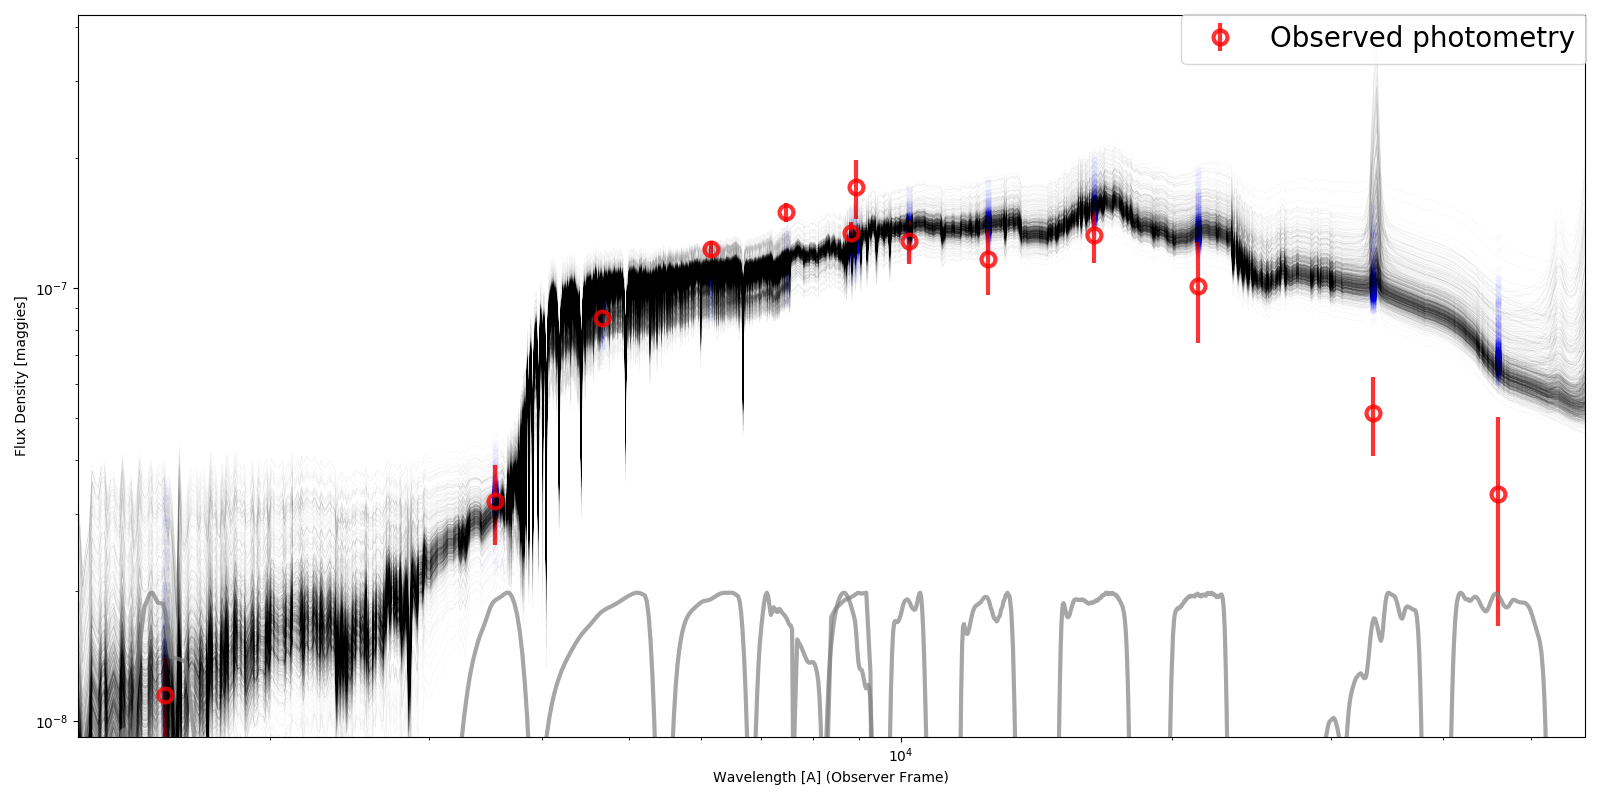 Observed photometry
Flux Density [maggies]
10⁻⁷
10⁻⁸
10⁴
Wavelength [A] (Observer Frame)